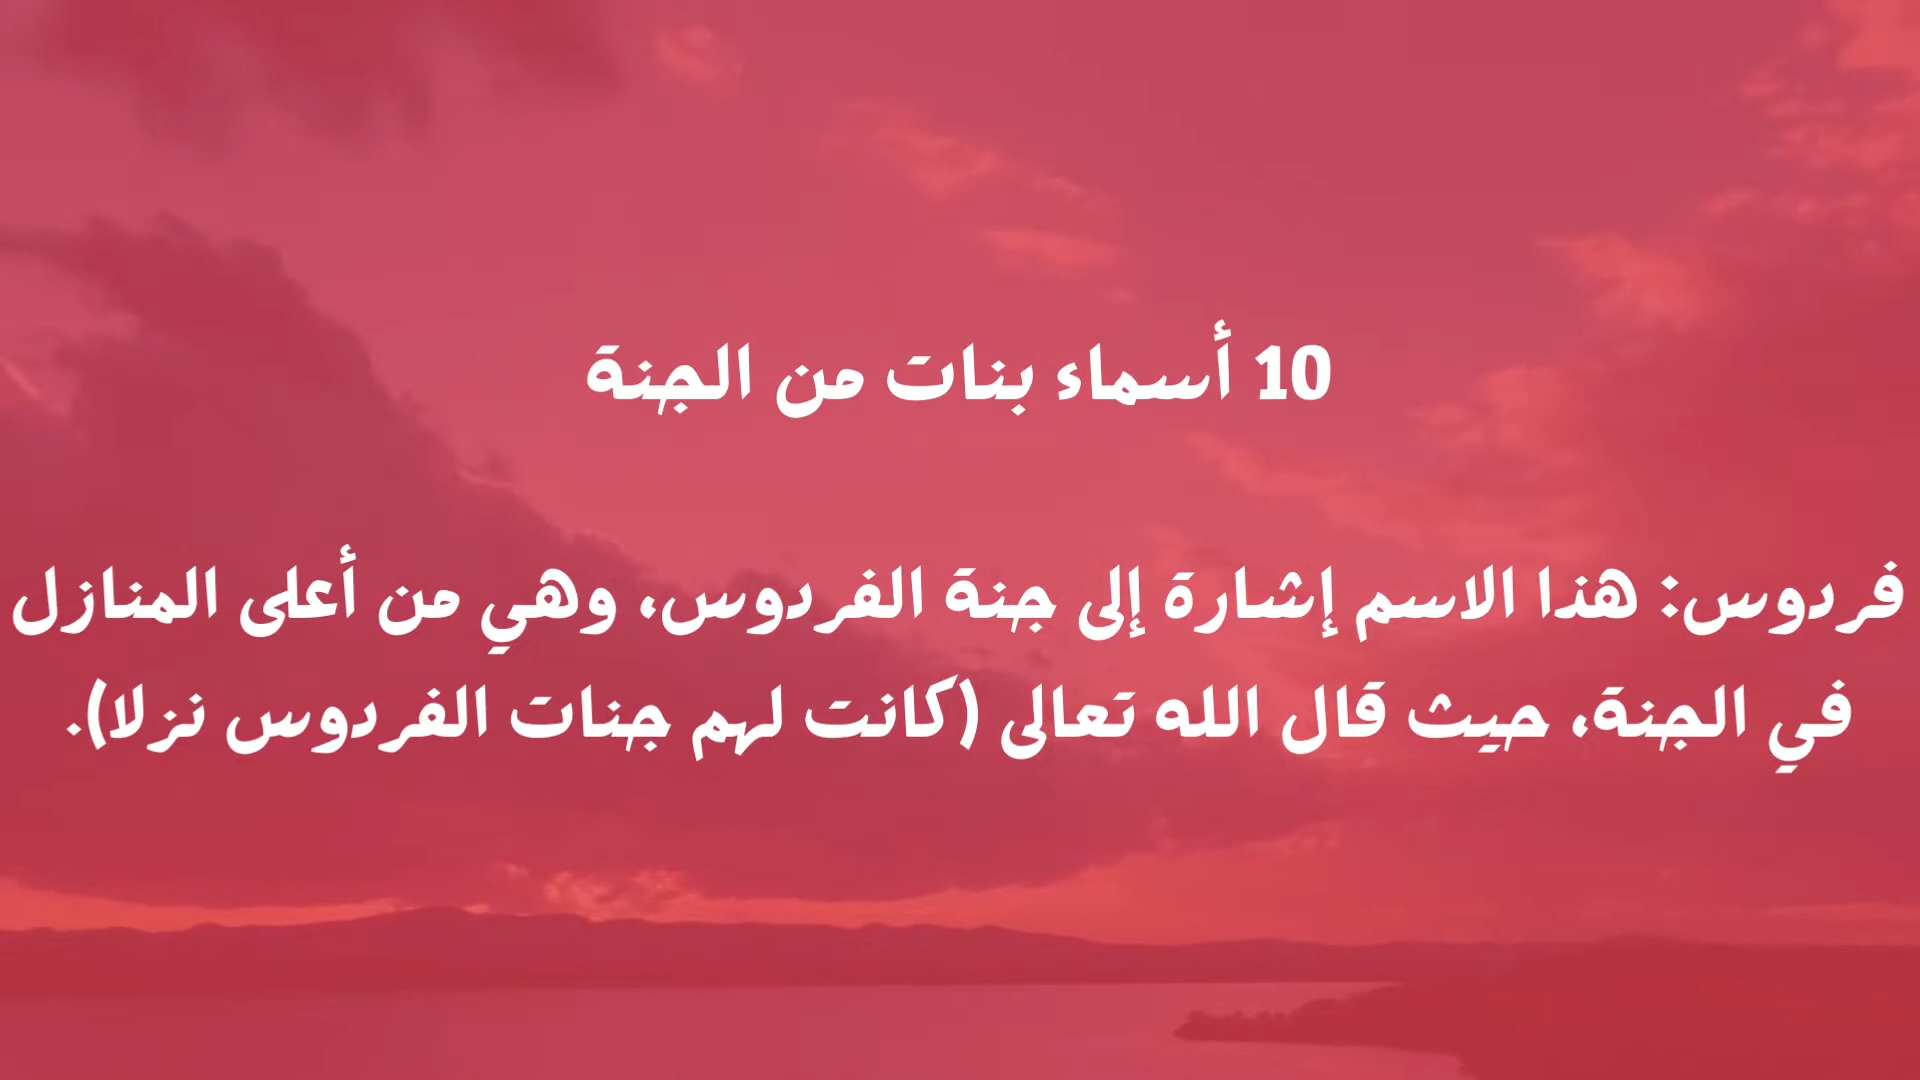 10 أسماء بنات من الجنة
فردوس: هذا الاسم إشارة إلى جنة الفردوس، وهي من أعلى المنازل
في الجنة، حيث قال الله تعالى (كانت لهم جنات الفردوس نزلا).